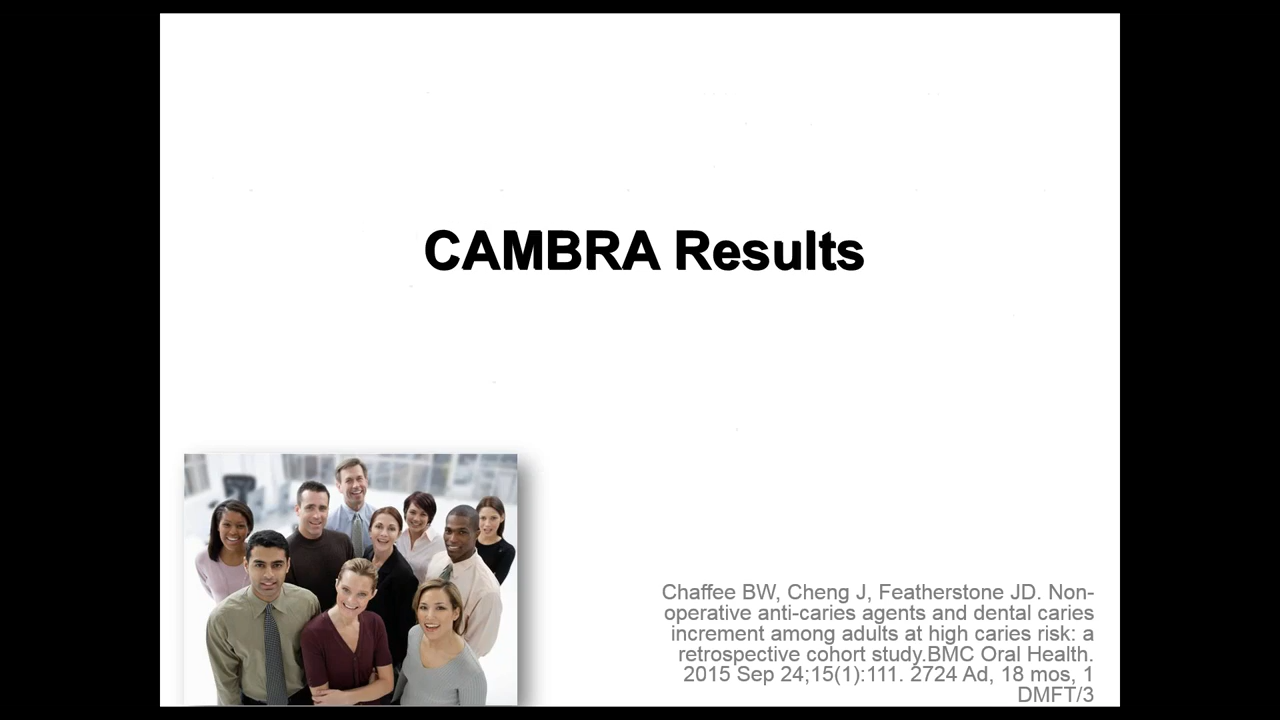 CAMBRA Results
Chaffee BW, Cheng J, Featherstone JD. Non-
operative anti-caries agents and dental caries
increment among adults at high caries risk: a
retrospective cohort study.BMC Oral Health.
2015 Sep 24;15(1):111. 2724 Ad, 18 mos, 1
DMFT/3